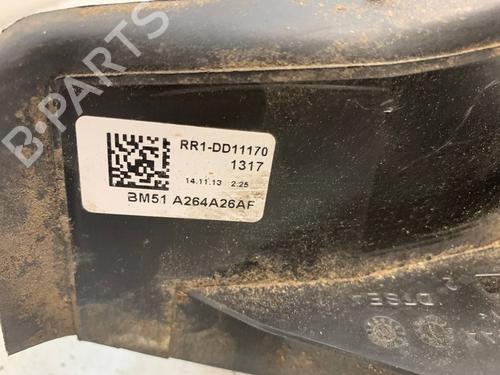 B-PARTS
RR1-DD11170
1317
14.11.13 2:25
BM51 A264A26AF